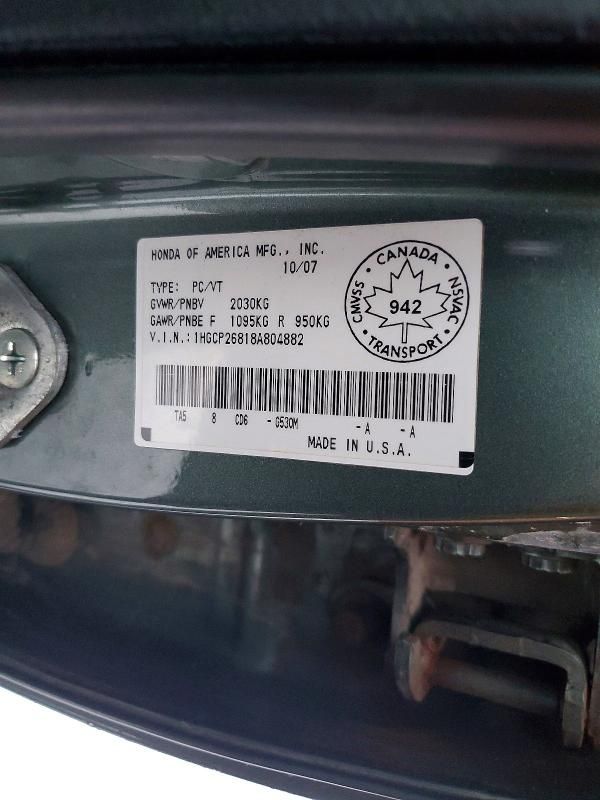 HONDA OF AMERICA MFG., INC.
10/07
TYPE: PC/VT
GVWR/PNBV 2030KG
GAWR/PNBE F 1095KG R 950KG
V.I.N.:1HGCP26818A804882
CMVSS • CANADA • NSVAC
942
• TRANSPORT •
TA5 8 CD6 - G530M -A -A
MADE IN U.S.A.